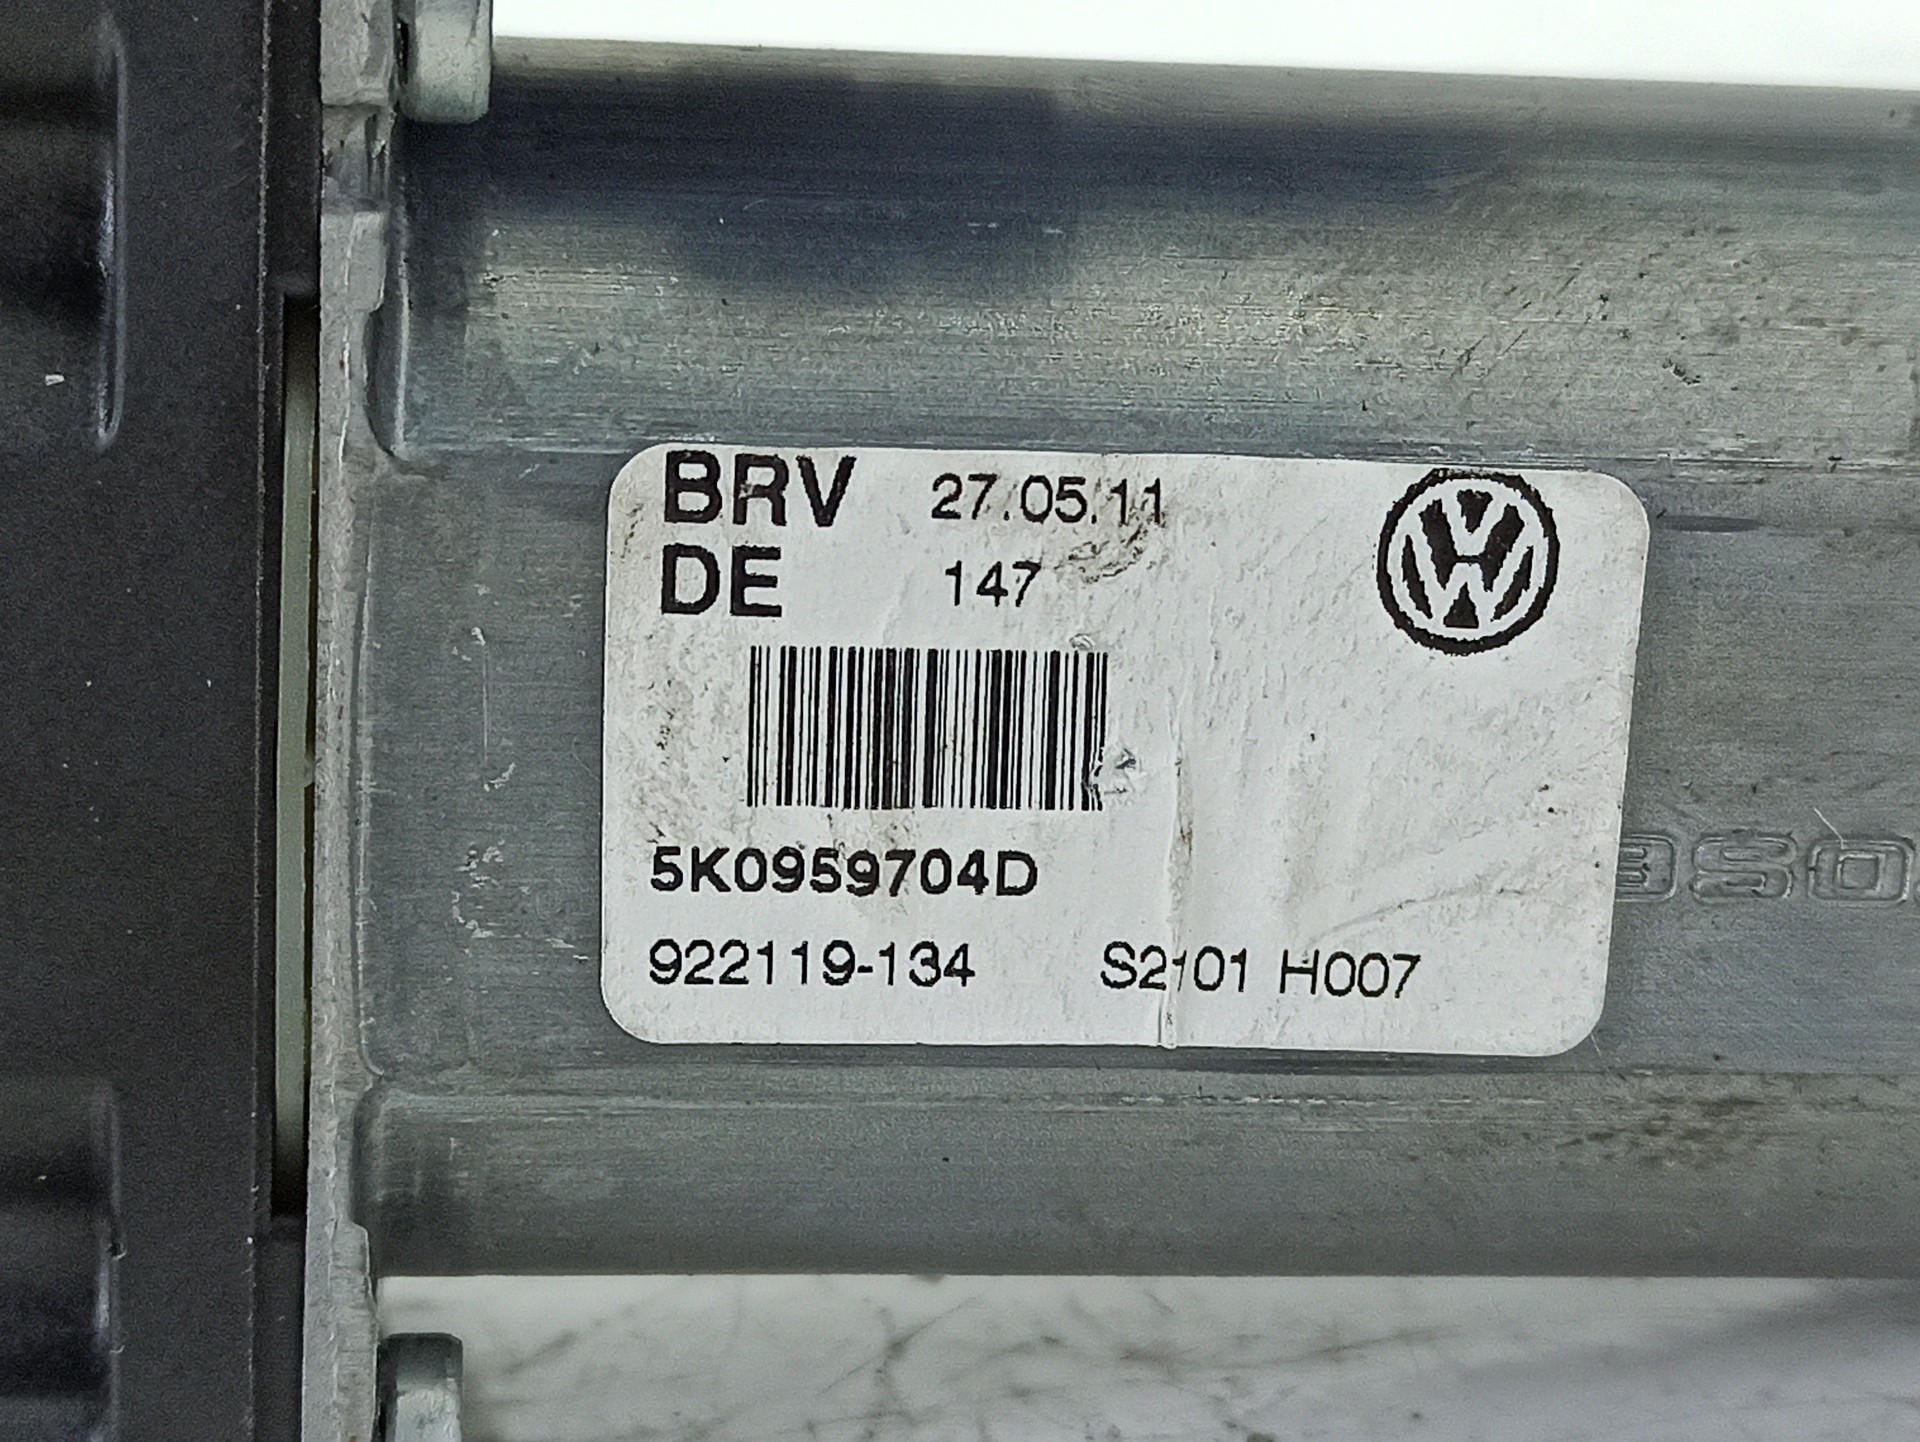 BRV 27.05.11
DE 147
5K0959704D
922119-134 S2101 H007